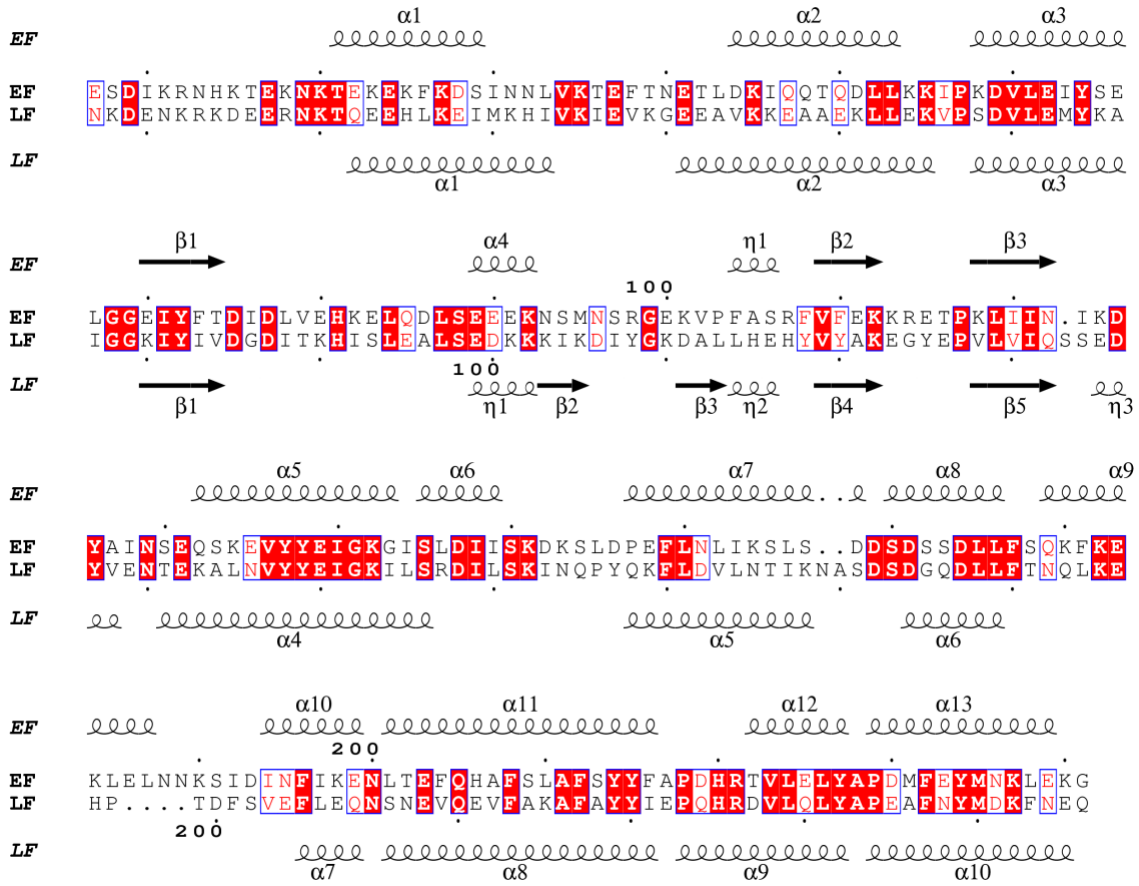 α1 α2 α3
EF
EF ESDIKRNHKTEKNKTEKEKFKDSINNLVKTEFTNETLDKIQQTQDLLKKIPKDVLEIYSE
LF NKDENKRKDEERNKTQEEHLKEIMKHIVKIEVKGEEAVKKEAAEKLLEKVPSDVLEMYKA
LF
α1 α2 α3
β1 α4 η1 β2 β3
EF
100
EF LGGEIYFTDIDLVEHKELQDLSEEEKNSMNSRGEKVPFASRFVFEKKRETPKLIIN.IKD
LF IGGKIYIVDGDITKHISLEALSEDKKKIKDIYGKDALLHEHYVYAKEGYEPVLVIQSSED
100
LF
β1 η1 β2 β3 η2 β4 β5 η3
α5 α6 α7 α8 α9
EF ..
EF YAINSEQSKEVYYEIGKGISLDIISKDKSLDPEFLNLIKSLS..DDSDSSDLLFSQKFKE
LF YVENTEKALNVYYEIGKILSRDILSKINQPYQKFLDVLNTIKNASDSDGQDLLFTNQLKE
LF
α4 α5 α6
EF α10 α11 α12 α13
200
EF KLELNNKSIDINFIKENLTEFQHAFSLAFSYYFAPDHRTVLELYAPDMFEYMNKLEKG
LF HP....TDFSVEFLEQNSNEVQEVFAKAFAYYIEPQHRDVLQLYAPEAFNYMDKFNEQ
200
LF
α7 α8 α9 α10